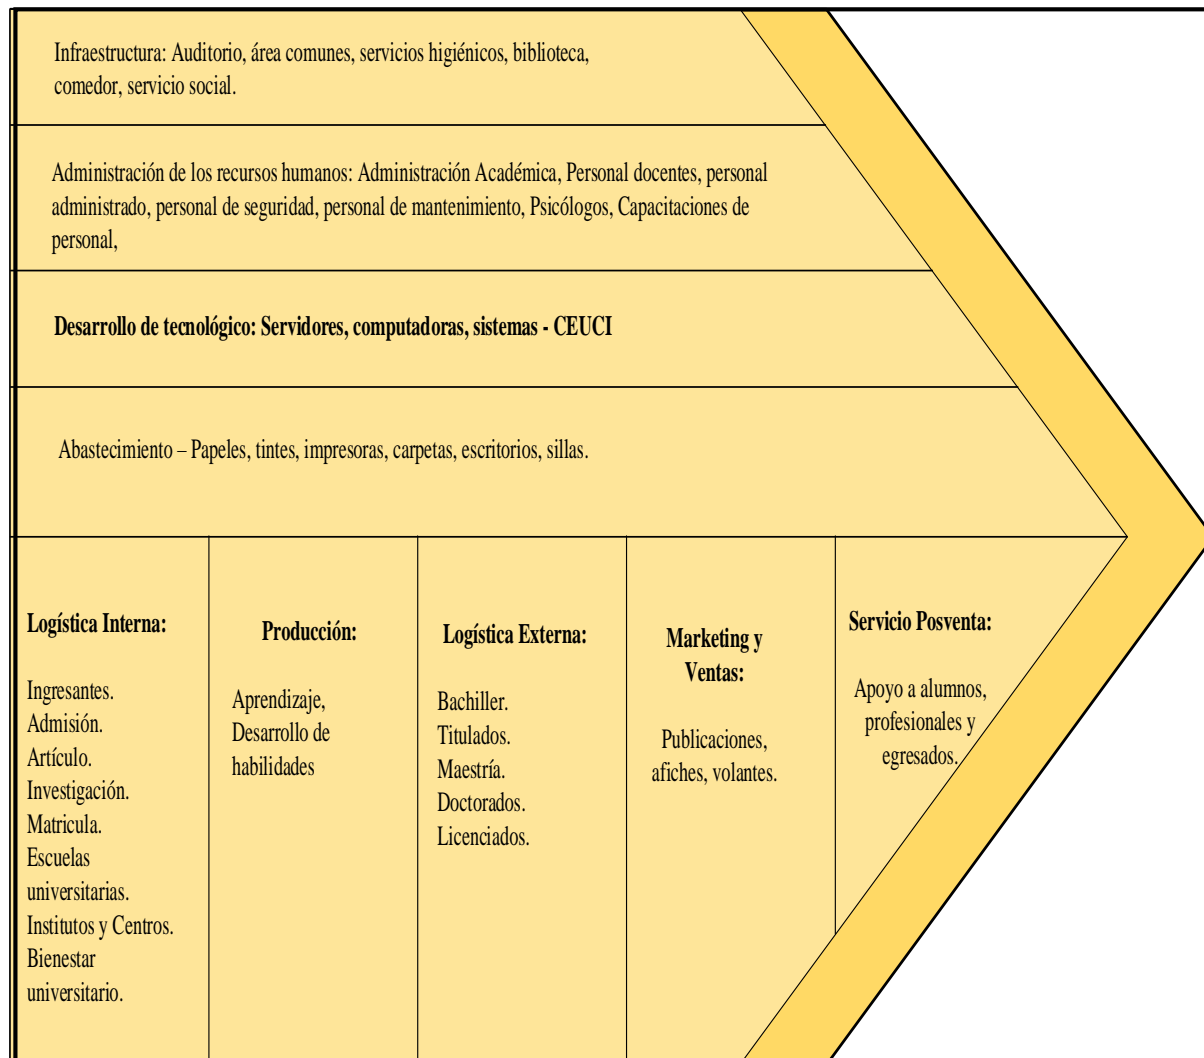 Infraestructura: Auditorio, área comunes, servicios higiénicos, biblioteca,
comedor, servicio social.
Administración de los recursos humanos: Administración Académica, Personal docentes, personal
administrado, personal de seguridad, personal de mantenimiento, Psicólogos, Capacitaciones de
personal,
Desarrollo de tecnológico: Servidores, computadoras, sistemas - CEUCI
Abastecimiento – Papeles, tintes, impresoras, carpetas, escritorios, sillas.
Logística Interna:
Ingresantes.
Admisión.
Artículo.
Investigación.
Matricula.
Escuelas
universitarias.
Institutos y Centros.
Bienestar
universitario.
Producción:
Aprendizaje,
Desarrollo de
habilidades
Logística Externa:
Bachiller.
Titulados.
Maestría.
Doctorados.
Licenciados.
Marketing y
Ventas:
Publicaciones,
afiches, volantes.
Servicio Posventa:
Apoyo a alumnos,
profesionales y
egresados.